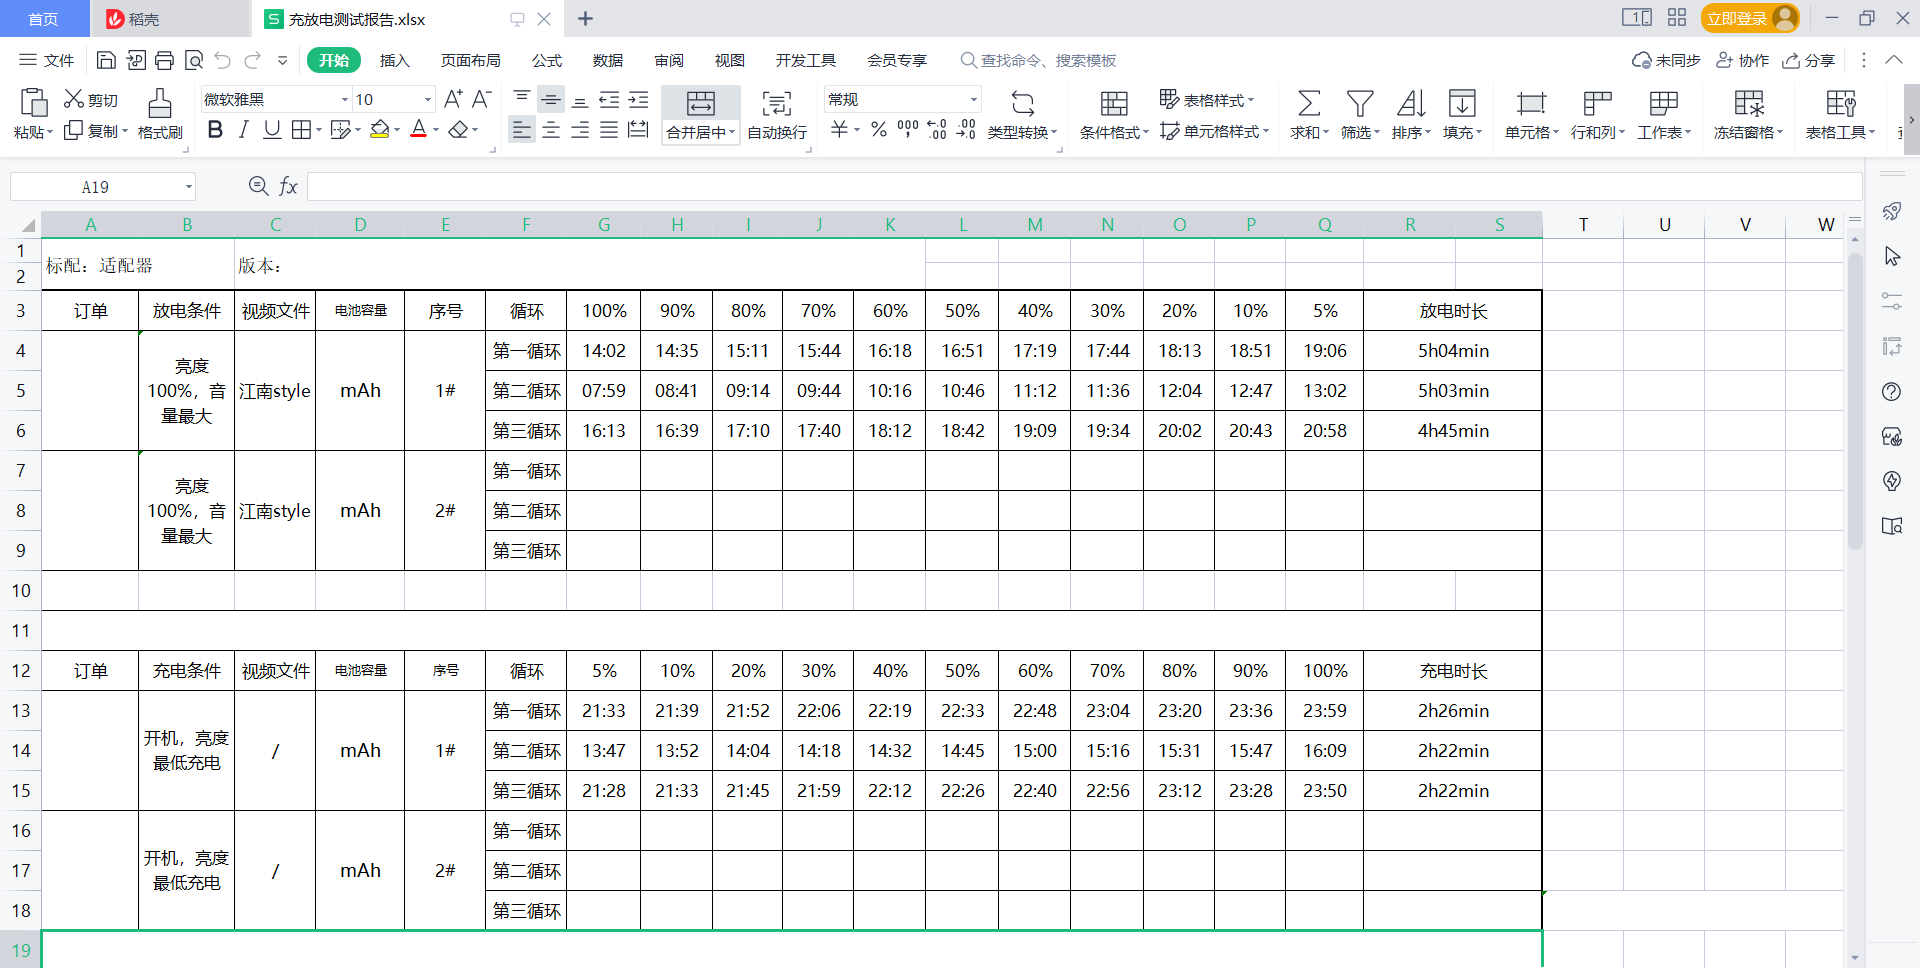 首页 稻壳 S 充放电测试报告.xlsx
立即登录
文件 开始 插入 页面布局 公式 数据 审阅 视图 开发工具 会员专享 查找命令、搜索模板 未同步 协作 分享
剪切 微软雅黑 10 A+ A- 常规 表格样式
粘贴 复制 格式刷 B I U A 合并居中 自动换行 ¥ % 000 类型转换 条件格式 单元格样式 求和 筛选 排序 填充 单元格 行和列 工作表 冻结窗格 表格工具
A19 fx
A B C D E F G H I J K L M N O P Q R S T U V W
1
标配：适配器 版本：
2
3 订单 放电条件 视频文件 电池容量 序号 循环 100% 90% 80% 70% 60% 50% 40% 30% 20% 10% 5% 放电时长
4 第一循环 14:02 14:35 15:11 15:44 16:18 16:51 17:19 17:44 18:13 18:51 19:06 5h04min
亮度
5 100%，音 江南style mAh 1# 第二循环 07:59 08:41 09:14 09:44 10:16 10:46 11:12 11:36 12:04 12:47 13:02 5h03min
量最大
6 第三循环 16:13 16:39 17:10 17:40 18:12 18:42 19:09 19:34 20:02 20:43 20:58 4h45min
7 第一循环
亮度
8 100%，音 江南style mAh 2# 第二循环
量最大
9 第三循环
10
11
12 订单 充电条件 视频文件 电池容量 序号 循环 5% 10% 20% 30% 40% 50% 60% 70% 80% 90% 100% 充电时长
13 第一循环 21:33 21:39 21:52 22:06 22:19 22:33 22:48 23:04 23:20 23:36 23:59 2h26min
开机，亮度
14 / mAh 1# 第二循环 13:47 13:52 14:04 14:18 14:32 14:45 15:00 15:16 15:31 15:47 16:09 2h22min
最低充电
15 第三循环 21:28 21:33 21:45 21:59 22:12 22:26 22:40 22:56 23:12 23:28 23:50 2h22min
16 第一循环
开机，亮度
17 / mAh 2# 第二循环
最低充电
18 第三循环
19